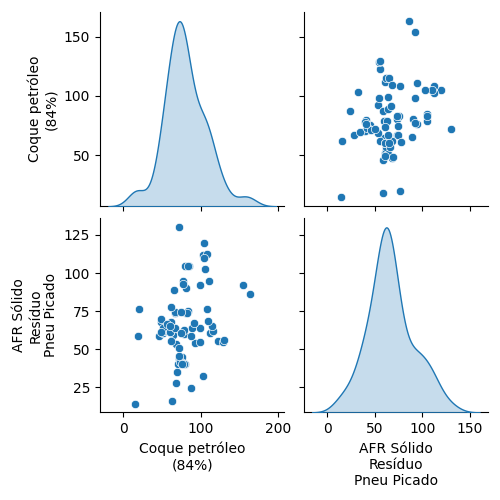 150
100
50
Coque petróleo
(84%)
125
100
75
50
25
AFR Sólido
Resíduo
Pneu Picado
0
100
200
Coque petróleo
(84%)
0
50
100
150
AFR Sólido
Resíduo
Pneu Picado